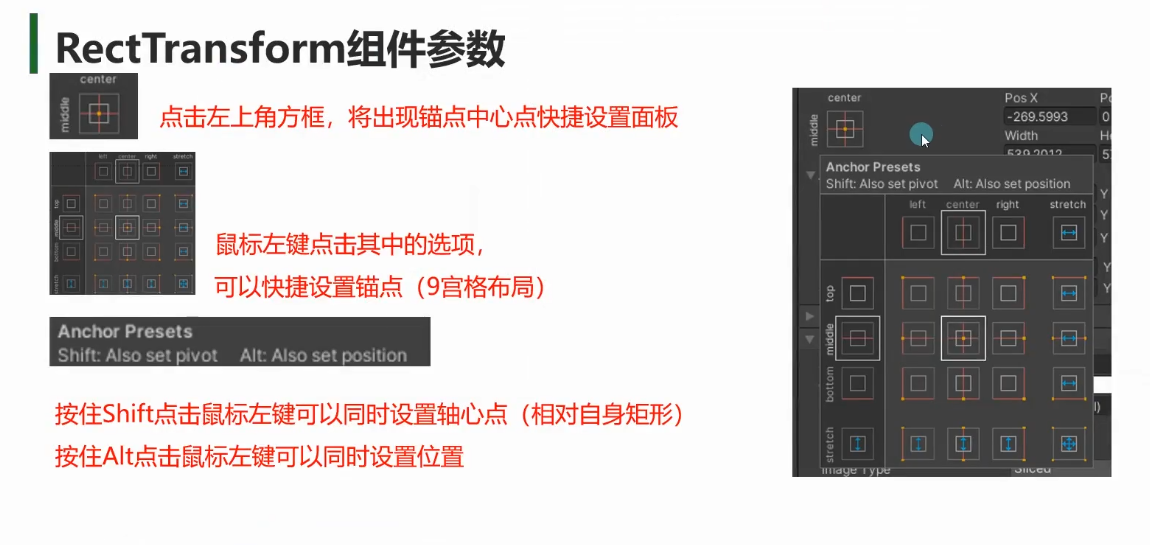 RectTransform组件参数
center
middle
点击左上角方框，将出现锚点中心点快捷设置面板
left center right stretch
top
middle
bottom
stretch
鼠标左键点击其中的选项，
可以快捷设置锚点（9宫格布局）
Anchor Presets
Shift: Also set pivot Alt: Also set position
按住Shift点击鼠标左键可以同时设置轴心点（相对自身矩形）
按住Alt点击鼠标左键可以同时设置位置
center
middle
Pos X
-269.5993 0
Width
539.2012
Anchor Presets
Shift: Also set pivot Alt: Also set position
left center right stretch
top
middle
bottom
stretch
Y
Y
Y
Y
Y
Image Type Sliced